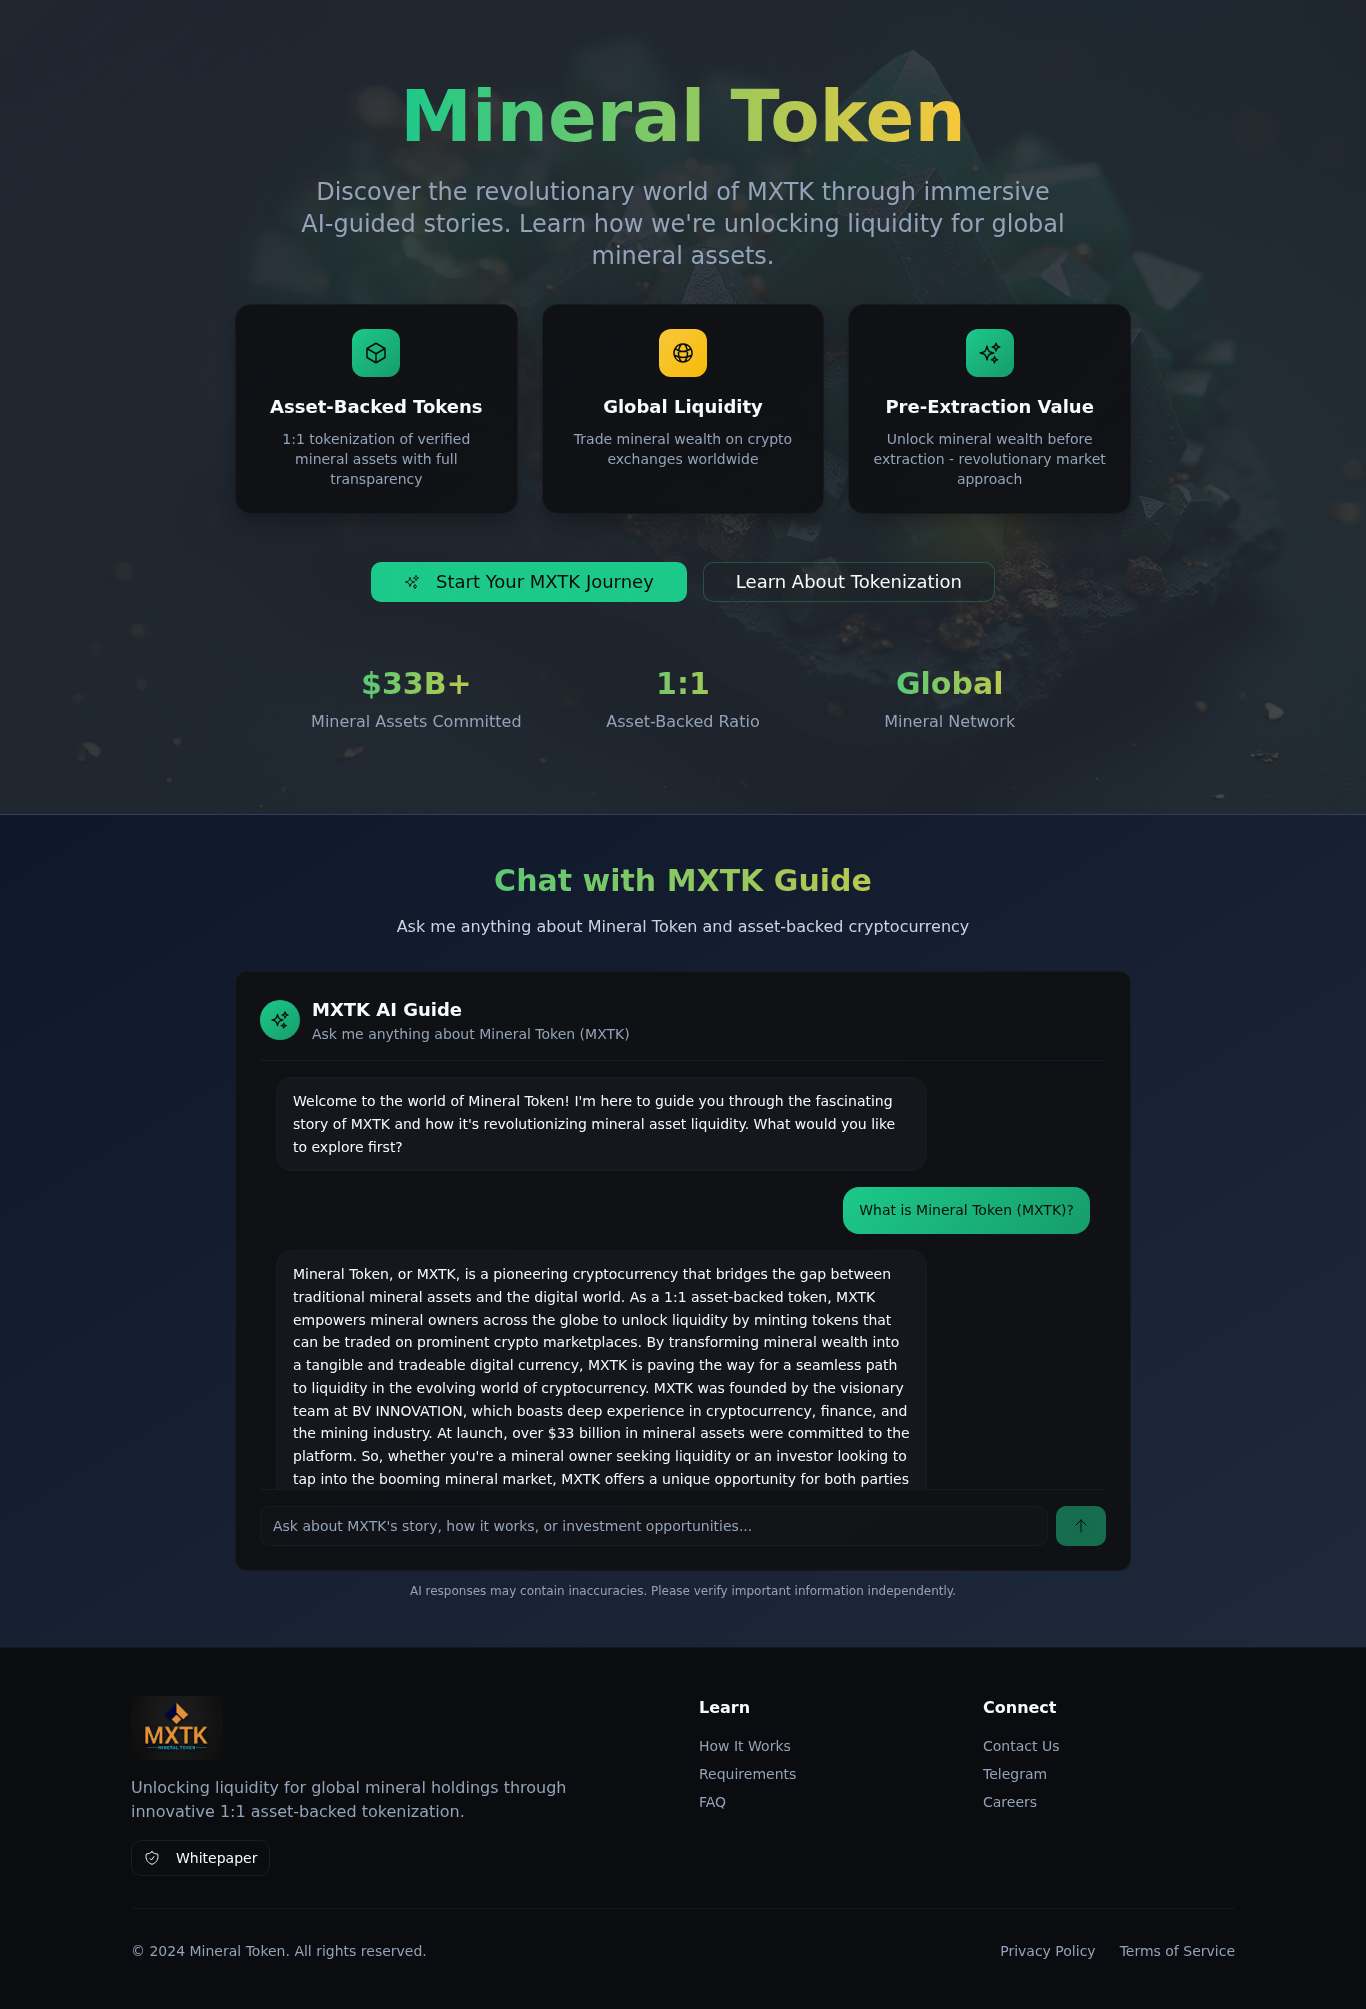 Mineral Token
Discover the revolutionary world of MXTK through immersive
AI-guided stories. Learn how we're unlocking liquidity for global
mineral assets.
Asset-Backed Tokens
1:1 tokenization of verified
mineral assets with full
transparency
Global Liquidity
Trade mineral wealth on crypto
exchanges worldwide
Pre-Extraction Value
Unlock mineral wealth before
extraction - revolutionary market
approach
Start Your MXTK Journey
Learn About Tokenization
$33B+
Mineral Assets Committed
1:1
Asset-Backed Ratio
Global
Mineral Network
Chat with MXTK Guide
Ask me anything about Mineral Token and asset-backed cryptocurrency
MXTK AI Guide
Ask me anything about Mineral Token (MXTK)
Welcome to the world of Mineral Token! I'm here to guide you through the fascinating
story of MXTK and how it's revolutionizing mineral asset liquidity. What would you like
to explore first?
What is Mineral Token (MXTK)?
Mineral Token, or MXTK, is a pioneering cryptocurrency that bridges the gap between
traditional mineral assets and the digital world. As a 1:1 asset-backed token, MXTK
empowers mineral owners across the globe to unlock liquidity by minting tokens that
can be traded on prominent crypto marketplaces. By transforming mineral wealth into
a tangible and tradeable digital currency, MXTK is paving the way for a seamless path
to liquidity in the evolving world of cryptocurrency. MXTK was founded by the visionary
team at BV INNOVATION, which boasts deep experience in cryptocurrency, finance, and
the mining industry. At launch, over $33 billion in mineral assets were committed to the
platform. So, whether you're a mineral owner seeking liquidity or an investor looking to
tap into the booming mineral market, MXTK offers a unique opportunity for both parties
Ask about MXTK's story, how it works, or investment opportunities...
AI responses may contain inaccuracies. Please verify important information independently.
MXTK
MINERAL TOKEN
Unlocking liquidity for global mineral holdings through
innovative 1:1 asset-backed tokenization.
Whitepaper
Learn
How It Works
Requirements
FAQ
Connect
Contact Us
Telegram
Careers
© 2024 Mineral Token. All rights reserved.
Privacy Policy
Terms of Service